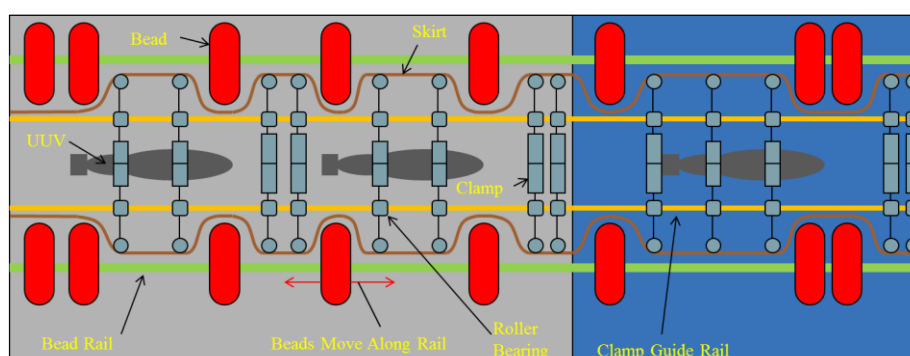 Bead
Skirt
UUV
Clamp
Bead Rail
Beads Move Along Rail
Roller
Bearing
Clamp Guide Rail